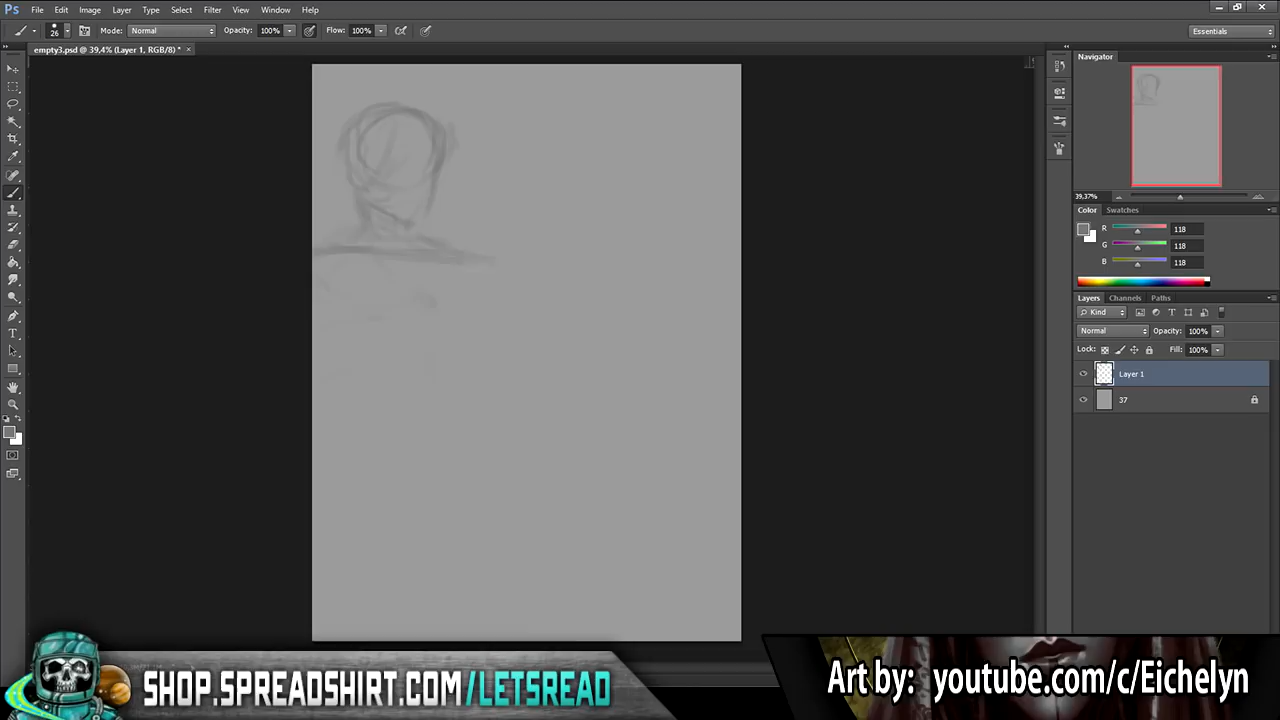 Ps File Edit Image Layer Type Select Filter View Window Help
26 Mode: Normal Opacity: 100% Flow: 100% Essentials
empty3.psd @ 39,4% (Layer 1, RGB/8) * ×
Navigator
39,37%
Color Swatches
R 118
G 118
B 118
Layers Channels Paths
Kind
Normal Opacity: 100%
Lock: Fill: 100%
Layer 1
37
SHOP.SPREADSHIRT.COM/LETSREAD
Art by: youtube.com/c/Eichelyn